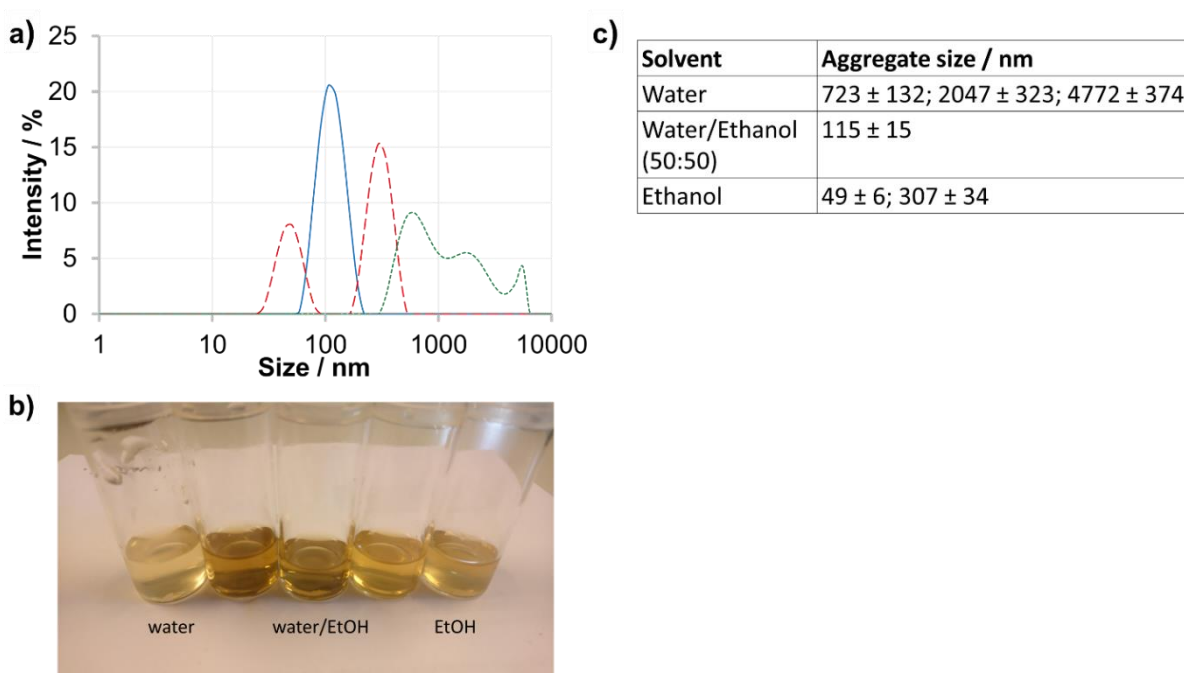 a)
25
20
15
10
5
0
Intensity / %
1
10
100
1000
10000
Size / nm
b)
water
water/EtOH
EtOH
c)
Solvent
Aggregate size / nm
Water
723 ± 132; 2047 ± 323; 4772 ± 374
Water/Ethanol
(50:50)
115 ± 15
Ethanol
49 ± 6; 307 ± 34